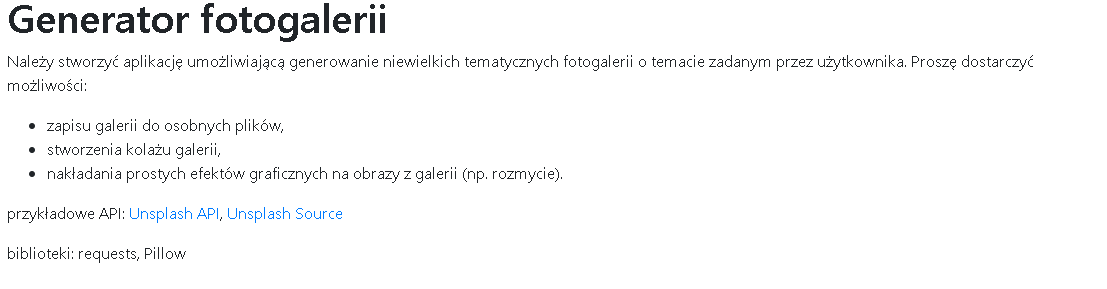 Generator fotogalerii
Należy stworzyć aplikację umożliwiającą generowanie niewielkich tematycznych fotogalerii o temacie zadanym przez użytkownika. Proszę dostarczyć
możliwości:
• zapisu galerii do osobnych plików,
• stworzenia kolażu galerii,
• nakładania prostych efektów graficznych na obrazy z galerii (np. rozmycie).
przykładowe API: Unsplash API, Unsplash Source
biblioteki: requests, Pillow